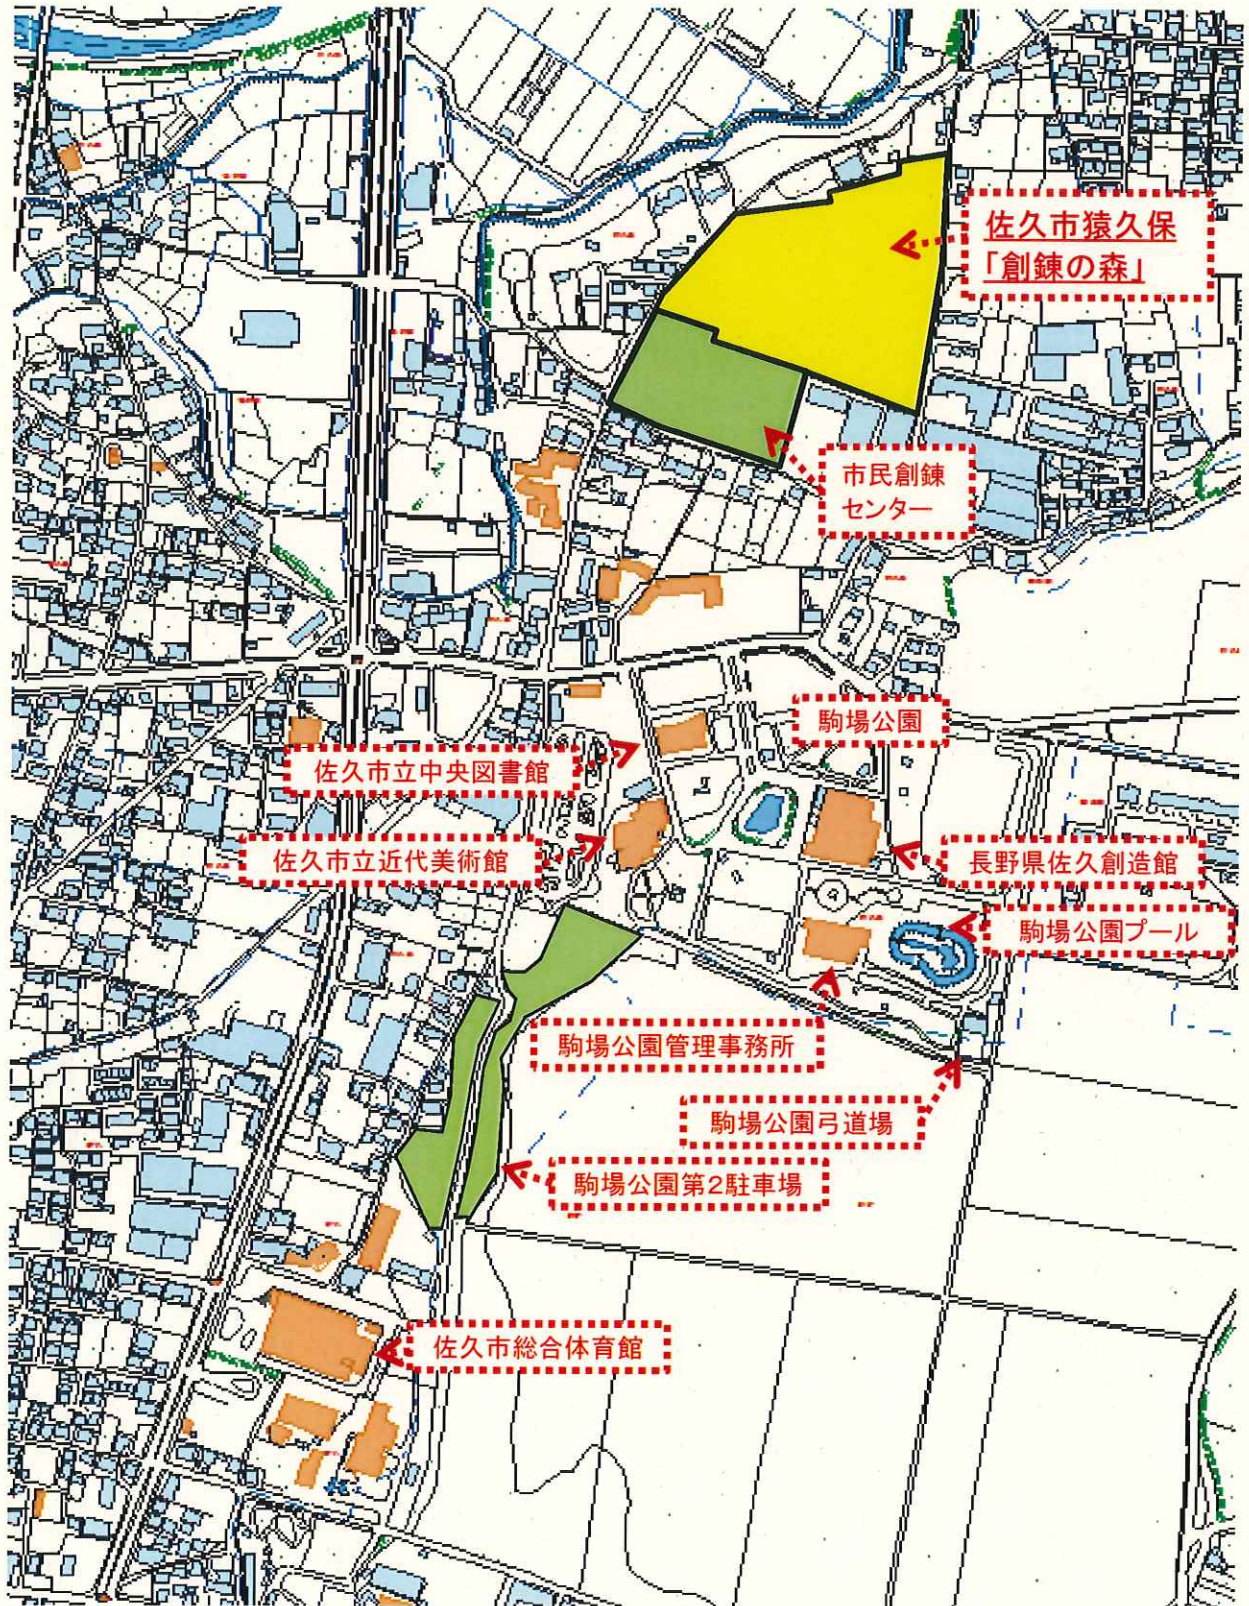 佐久市猿久保
「創錬の森」
市民創錬
センター
駒場公園
佐久市立中央図書館
佐久市立近代美術館
長野県佐久創造館
駒場公園プール
駒場公園管理事務所
駒場公園弓道場
駒場公園第2駐車場
佐久市総合体育館